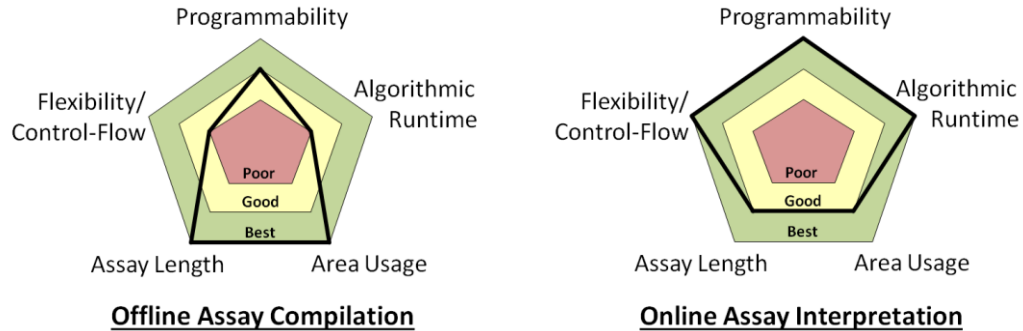 Programmability
Flexibility/
Control-Flow
Algorithmic
Runtime
Poor
Good
Best
Assay Length
Area Usage
Offline Assay Compilation
Programmability
Flexibility/
Control-Flow
Algorithmic
Runtime
Poor
Good
Best
Assay Length
Area Usage
Online Assay Interpretation